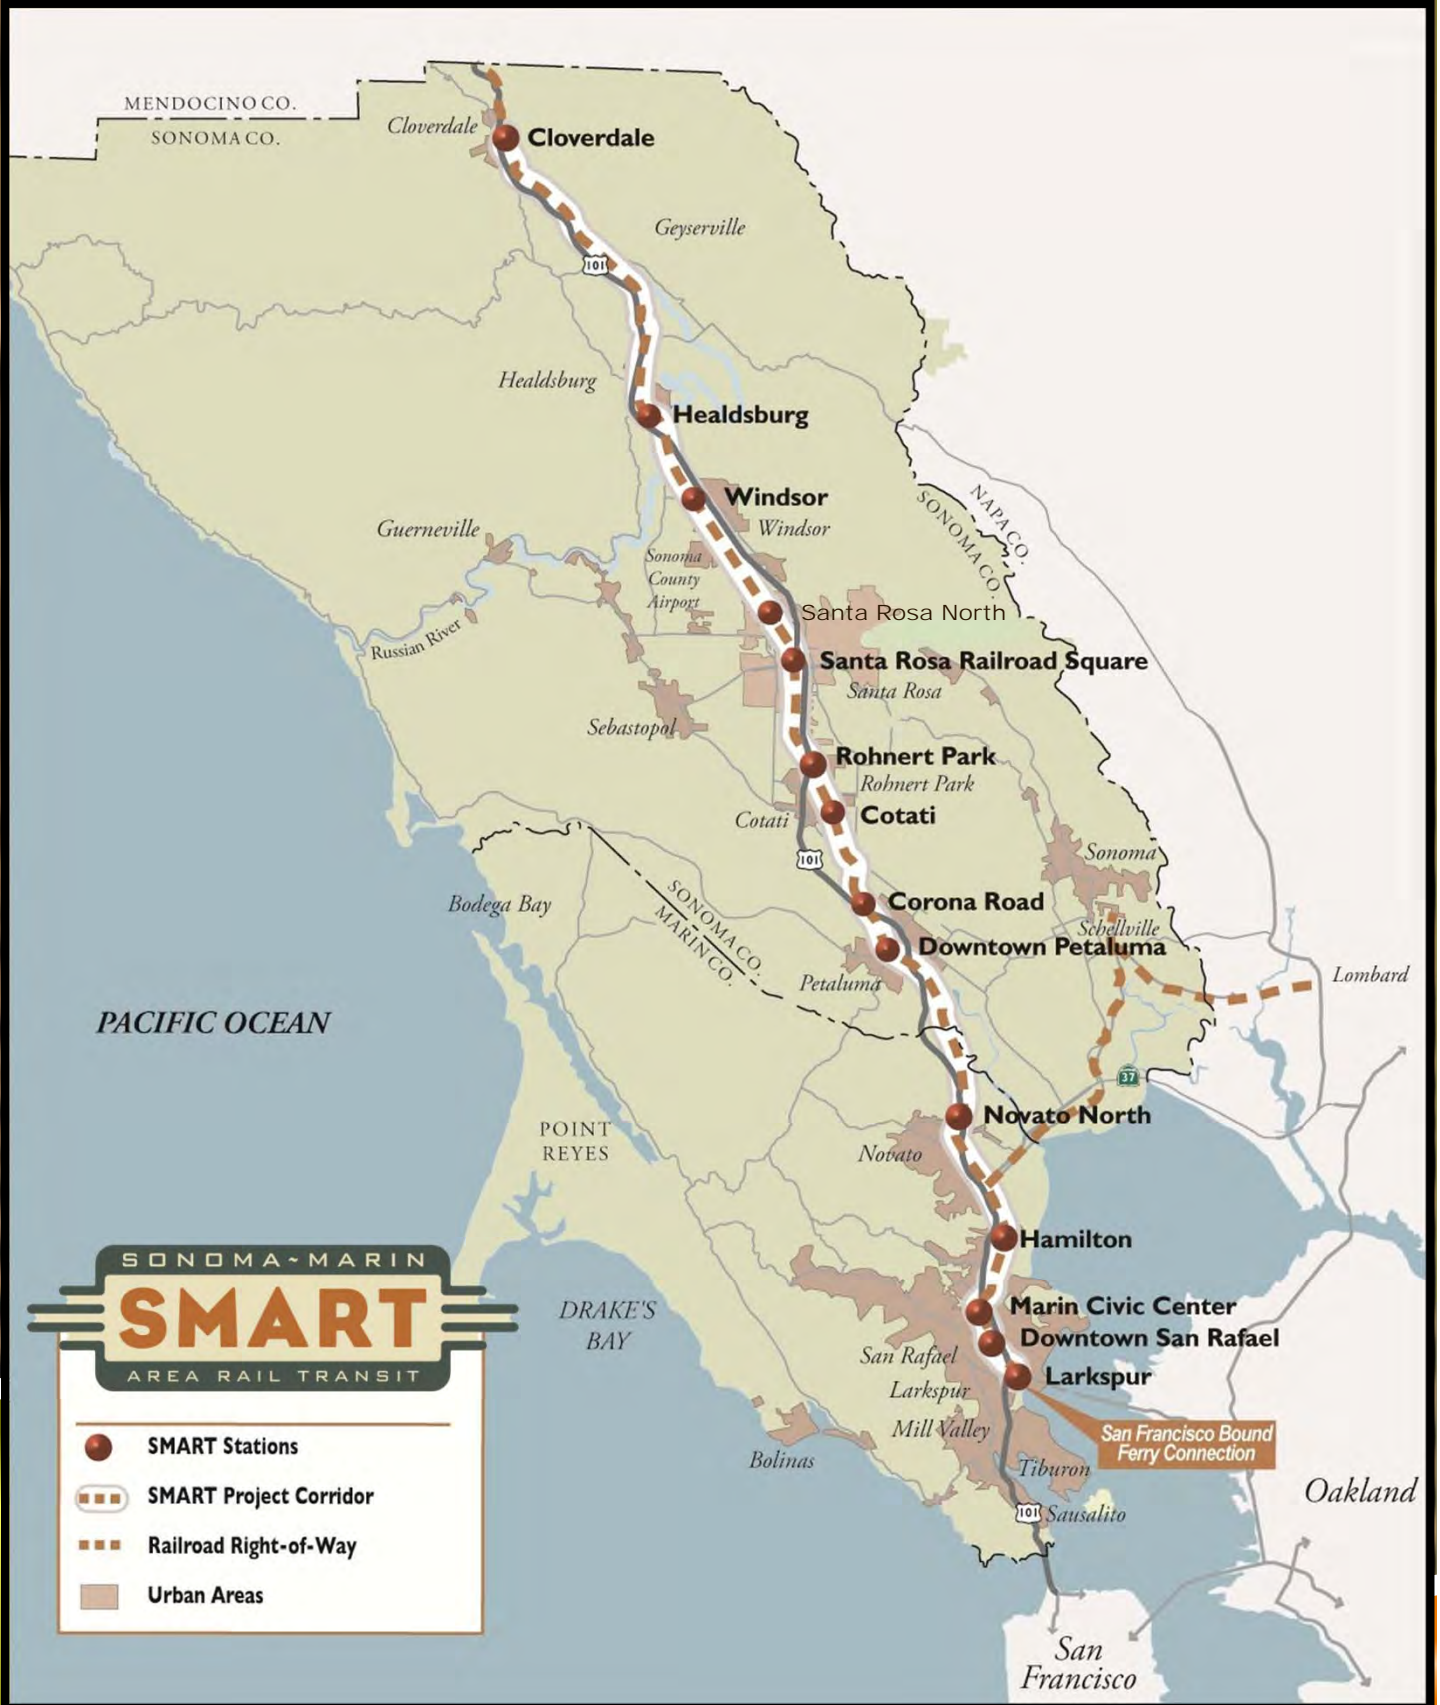 MENDOCINO CO.
SONOMA CO.
Cloverdale
Cloverdale
Geyserville
101
Healdsburg
Healdsburg
Windsor
Windsor
NAPA CO.
SONOMA CO.
Guerneville
Sonoma
County
Airport
Santa Rosa North
Russian River
Santa Rosa Railroad Square
Santa Rosa
Sebastopol
Rohnert Park
Rohnert Park
Cotati
Cotati
101
Sonoma
SONOMA CO.
MARIN CO.
Bodega Bay
Corona Road
Schellville
Downtown Petaluma
Petaluma
Lombard
PACIFIC OCEAN
37
Novato North
POINT
REYES
Novato
Hamilton
SONOMA~MARIN
SMART
AREA RAIL TRANSIT
DRAKE'S
BAY
Marin Civic Center
Downtown San Rafael
San Rafael
Larkspur
Larkspur
Mill Valley
San Francisco Bound
Ferry Connection
Bolinas
Tiburon
Oakland
101
Sausalito
SMART Stations
SMART Project Corridor
Railroad Right-of-Way
Urban Areas
San
Francisco